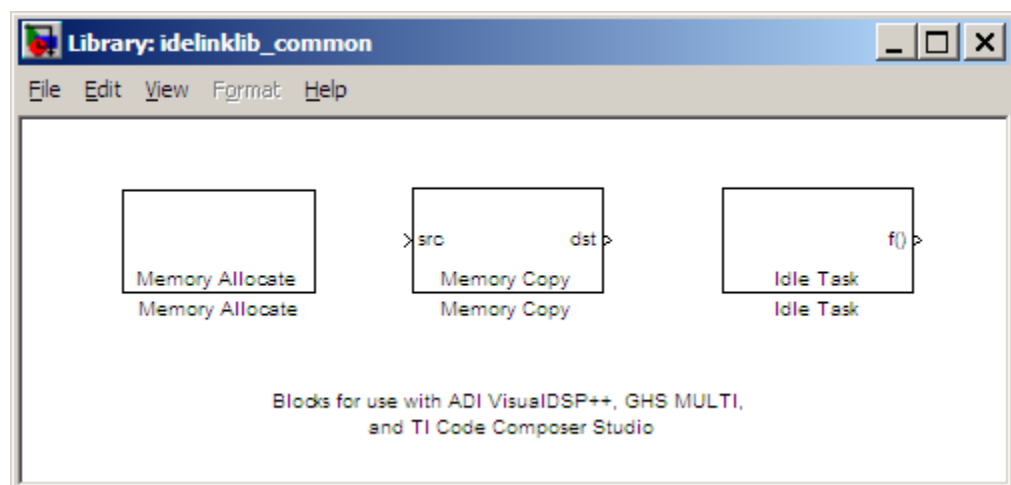 Library: idelinklib_common
File Edit View Format Help
src dst f()
Memory Allocate Memory Copy Idle Task
Memory Allocate Memory Copy Idle Task
Blocks for use with ADI VisualDSP++, GHS MULTI,
and TI Code Composer Studio